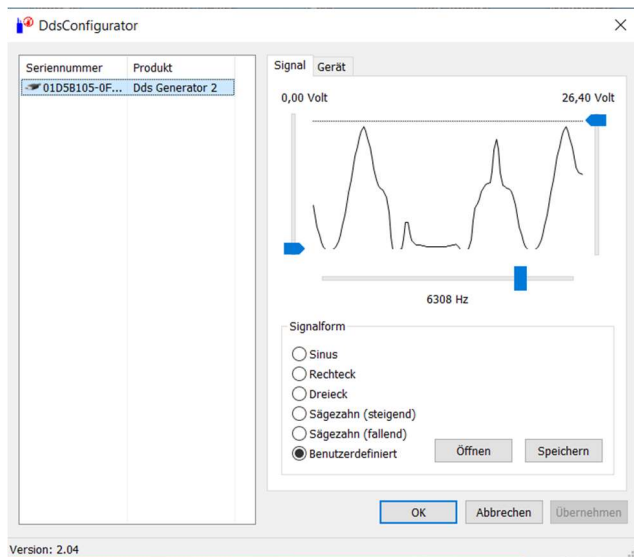 DdsConfigurator
Seriennummer Produkt
01D5B105-0F... Dds Generator 2
Signal Gerät
0,00 Volt 26,40 Volt
6308 Hz
Signalform
Sinus
Rechteck
Dreieck
Sägezahn (steigend)
Sägezahn (fallend)
Benutzerdefiniert Öffnen Speichern
OK Abbrechen Übernehmen
Version: 2.04